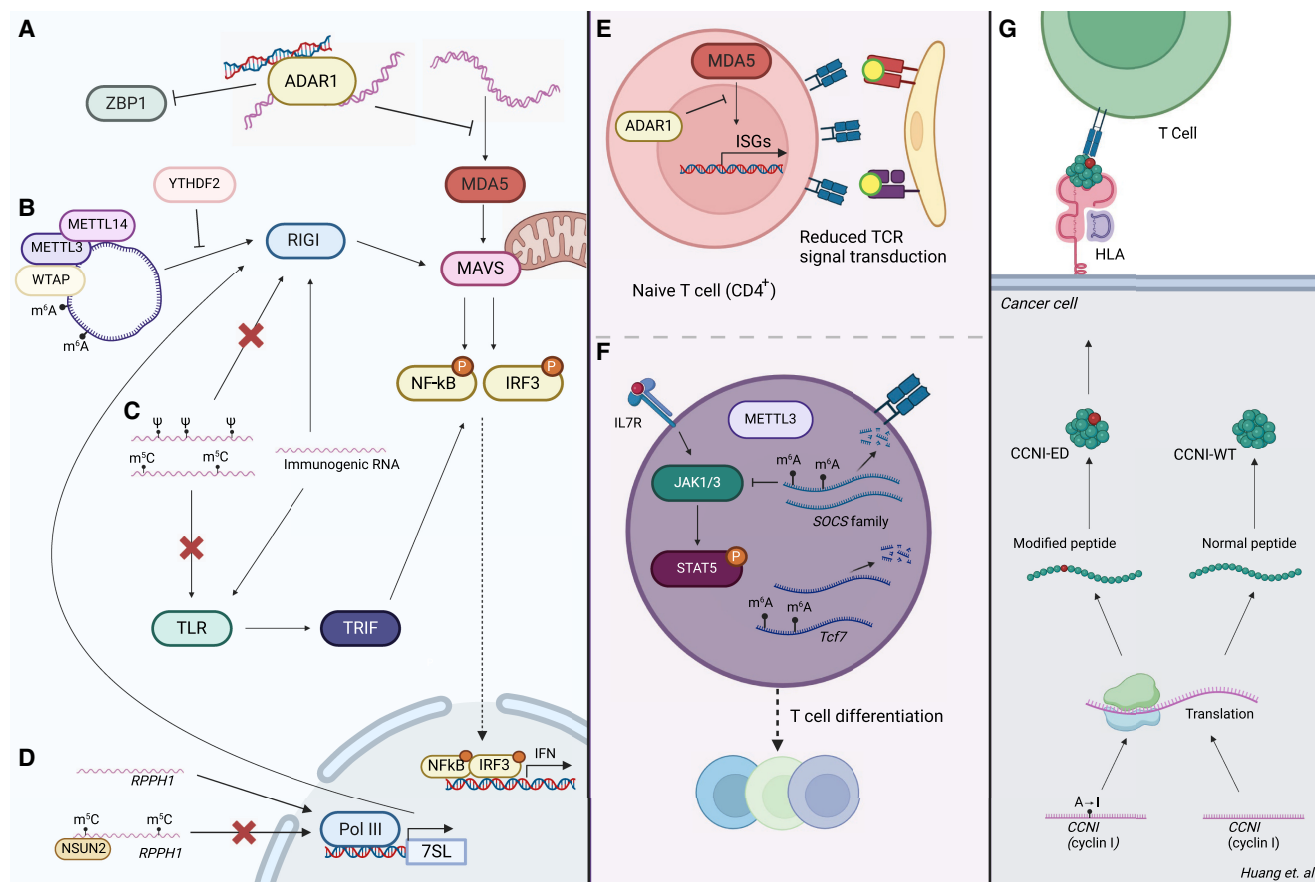 A
ADAR1
ZBP1
YTHDF2
MDA5
B
METTL14
METTL3
WTAP
m⁶A
m⁶A
RIGI
MAVS
P
P
NF-kB
IRF3
C
Ψ Ψ Ψ
m⁵C m⁵C
Immunogenic RNA
TLR
TRIF
D
RPPH1
m⁵C m⁵C
NSUN2
RPPH1
NFkB
IRF3
IFN
Pol III
7SL
E
MDA5
ADAR1
ISGs
Reduced TCR
signal transduction
Naive T cell (CD4⁺)
F
IL7R
METTL3
JAK1/3
m⁶A m⁶A
SOCS family
P
STAT5
m⁶A m⁶A
Tcf7
T cell differentiation
G
T Cell
HLA
Cancer cell
CCNI-ED
CCNI-WT
Modified peptide
Normal peptide
Translation
A→I
CCNI
(cyclin I)
CCNI
(cyclin I)
Huang et. al